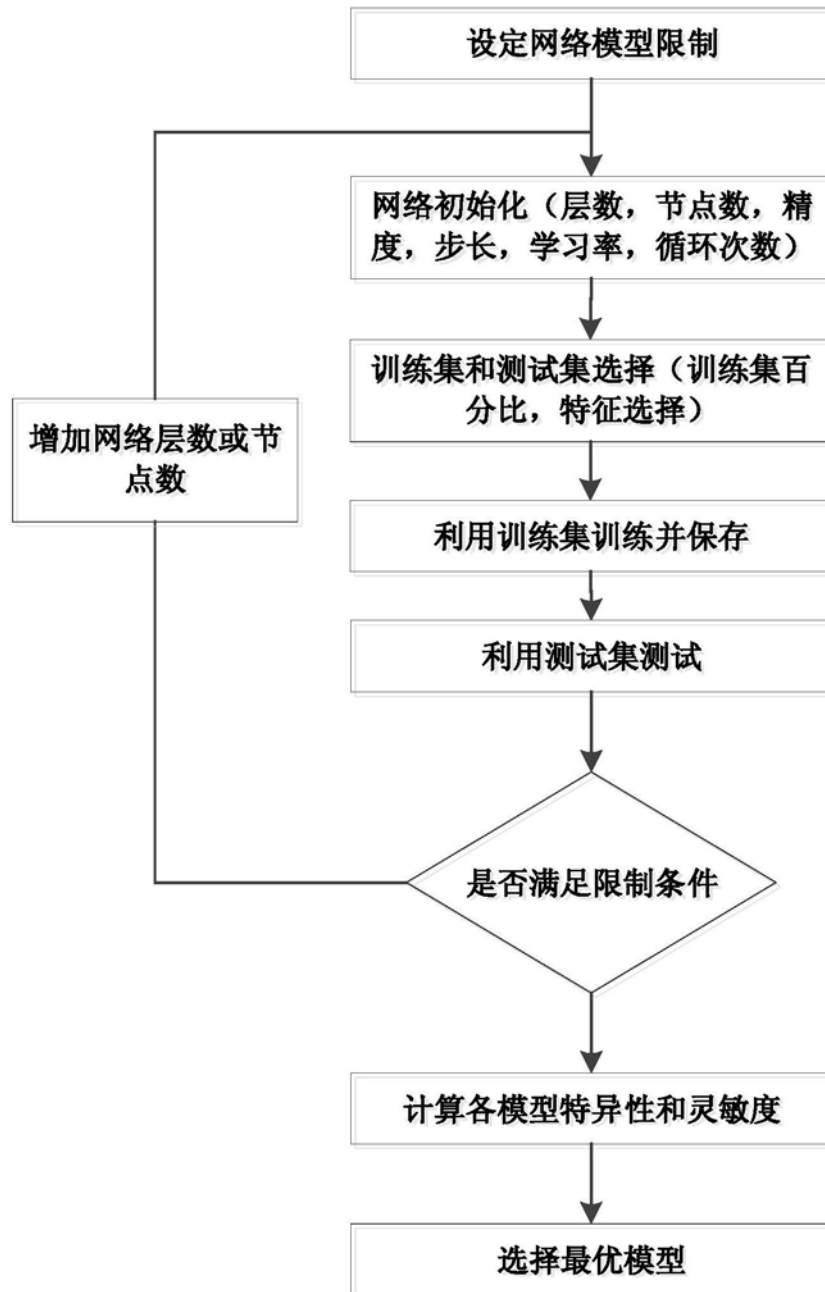 设定网络模型限制
网络初始化（层数，节点数，精
度，步长，学习率，循环次数）
训练集和测试集选择（训练集百
分比，特征选择）
增加网络层数或节
点数
利用训练集训练并保存
利用测试集测试
是否满足限制条件
计算各模型特异性和灵敏度
选择最优模型